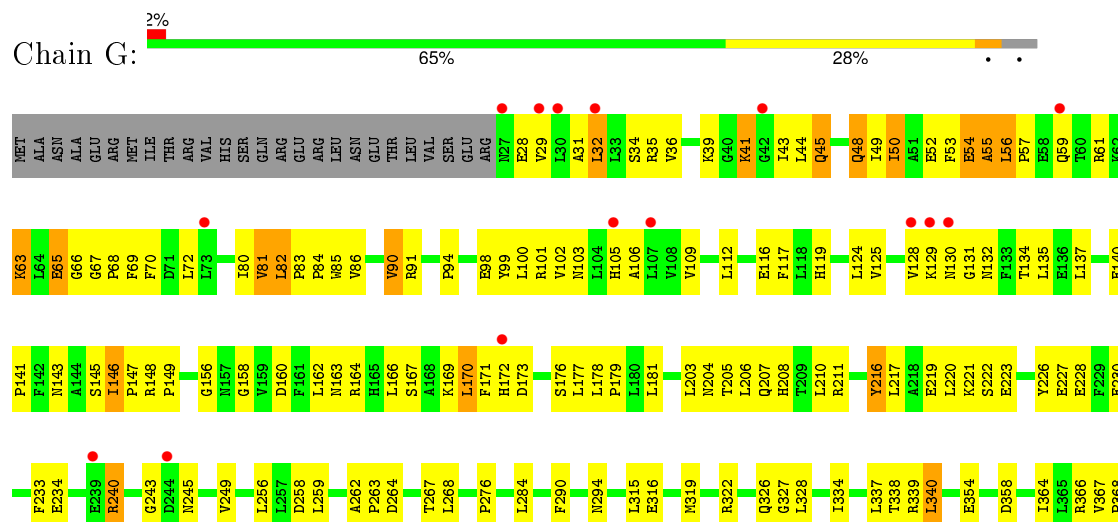 2%
Chain G:
65% 28% • •
MET ALA ASN ALA GLU ARG MET ILE THR ARG VAL HIS SER GLN ARG GLU ARG LEU ASN GLU THR LEU VAL SER GLU ARG N27 E28 V29 L30 A31 L32 L33 S34 R35 V36 K39 G40 K41 G42 I43 L44 Q45 Q48 I49 I50 A51 E52 F53 E54 A55 L56 P57 E58 Q59 T60 R61 K62
K63 L64 E65 G66 G67 P68 F69 F70 D71 L72 L73 I80 V81 L82 P83 P84 W85 V86 V90 R91 P94 E98 Y99 L100 R101 V102 N103 L104 H105 A106 L107 V108 V109 L112 E116 F117 L118 H119 L124 V125 V128 K129 N130 G131 N132 F133 T134 L135 E136 L137
P141 F142 N143 A144 S145 I146 P147 R148 P149 G156 N157 G158 V159 D160 F161 L162 N163 R164 H165 L166 S167 A168 K169 L170 F171 H172 D173 S176 L177 L178 P179 L180 L181 L203 N204 T205 L206 Q207 H208 T209 L210 R211 Y216 L217 A218 E219 L220 K221 S222 E223 Y226 E227 E228 F229
F233 E234 E239 R240 G243 D244 N245 V249 L256 L257 D258 L259 A262 P263 D264 T267 L268 P276 L284 F290 N294 L315 E316 M319 R322 Q326 G327 L328 I334 L337 T338 R339 L340 E354 D358 I364 L365 R366 V367